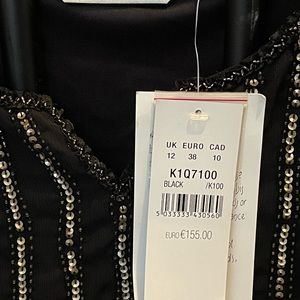 UK EURO CAD
12 38 10
K1Q7100
BLACK /K100
5 033333 430560
EURO €155.00